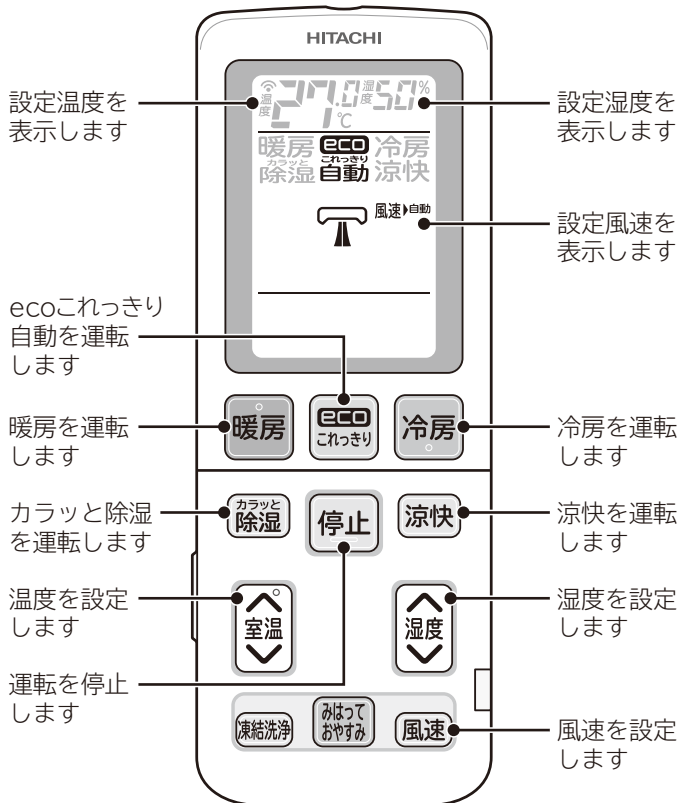 HITACHI
設定温度を
表示します
温度 27.0℃ 湿度 50%
設定湿度を
表示します
暖房 eco 冷房
カラッと これっきり
除湿 自動 涼快
風速▶自動
設定風速を
表示します
ecoこれっきり
自動を運転
します
暖房を運転
します
暖房
eco
これっきり
冷房
冷房を運転
します
カラッと除湿
を運転します
カラッと
除湿
停止
涼快
涼快を運転
します
温度を設定
します
室温
湿度
湿度を設定
します
運転を停止
します
凍結洗浄
みはって
おやすみ
風速
風速を設定
します